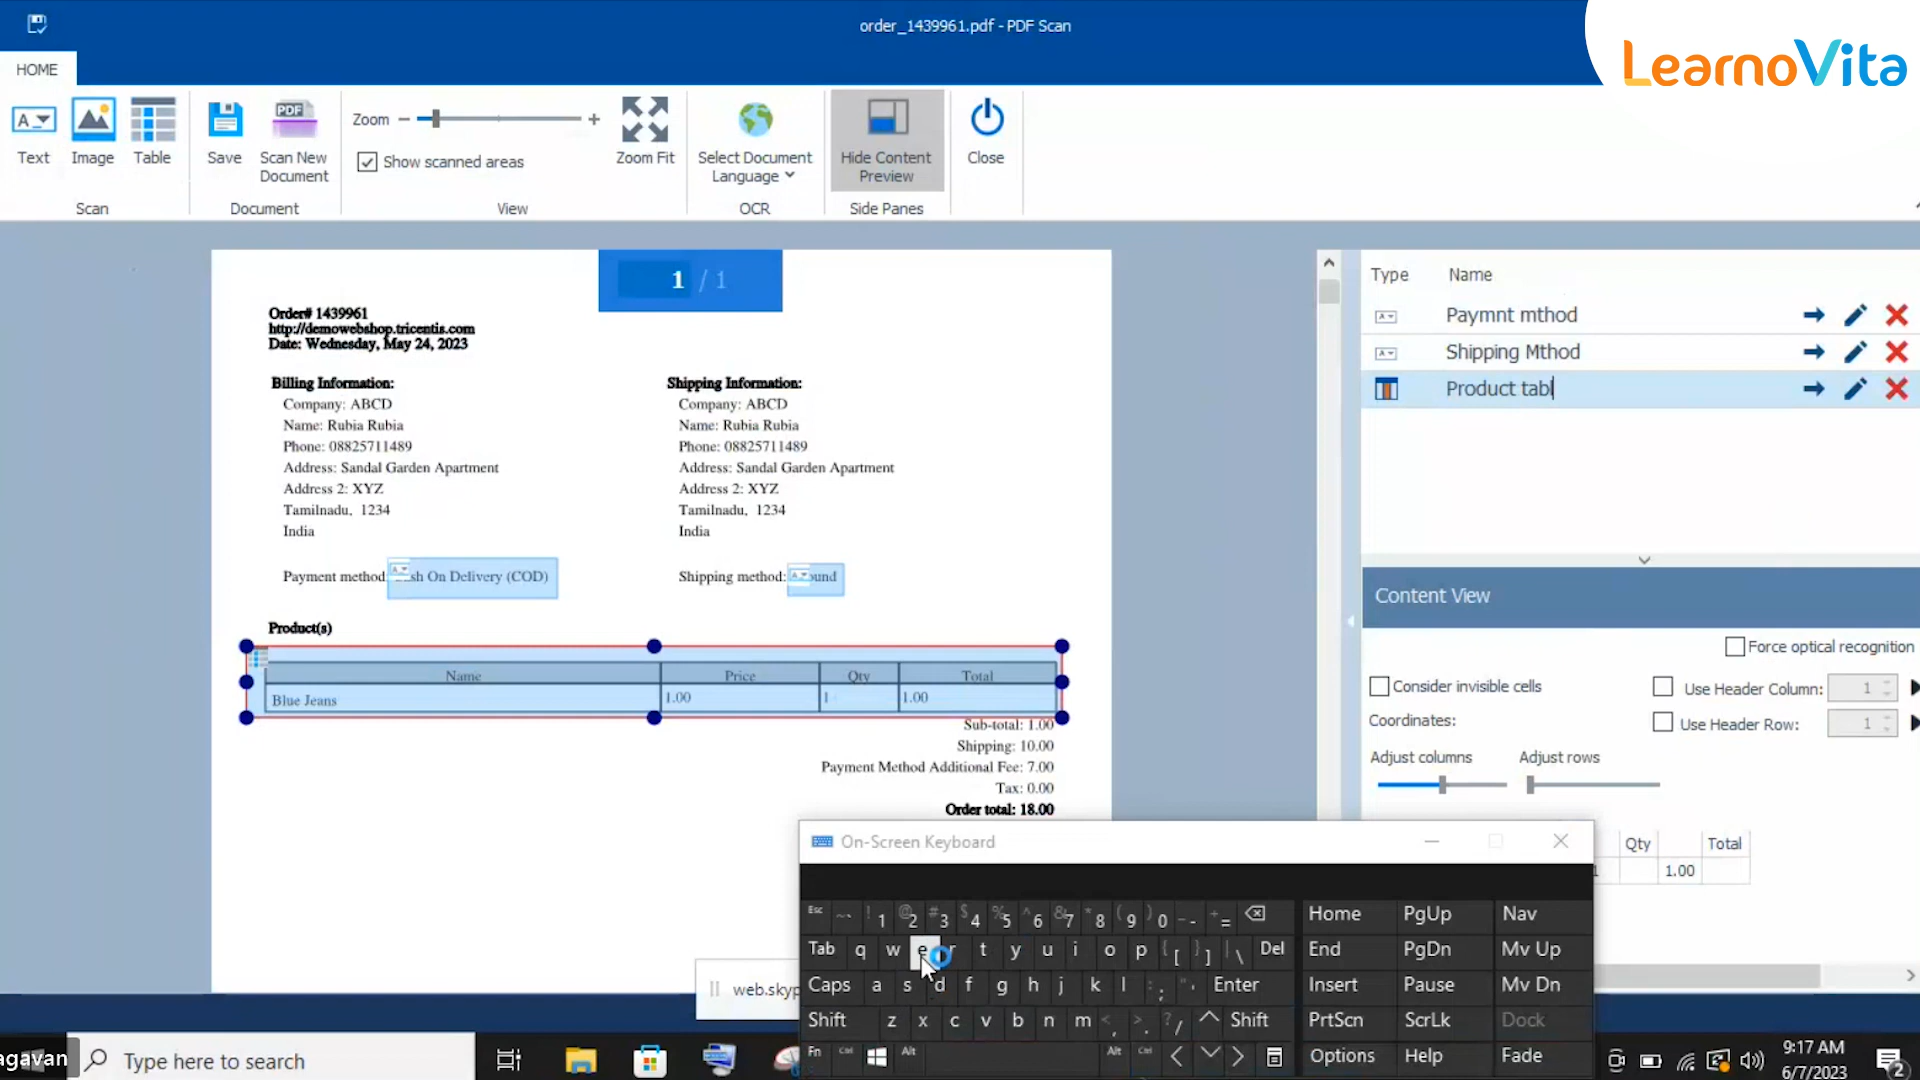 order_1439961.pdf - PDF Scan
LearnoVita
HOME
Text
Image
Table
Save
Scan New Document
Zoom
Show scanned areas
Zoom Fit
Select Document Language
Hide Content Preview
Close
Scan
Document
View
OCR
Side Panes
1 / 1
Order# 1439961
http://demowebshop.tricentis.com
Date: Wednesday, May 24, 2023
Billing Information:
Company: ABCD
Name: Rubia Rubia
Phone: 08825711489
Address: Sandal Garden Apartment
Address 2: XYZ
Tamilnadu, 1234
India
Payment method: On Delivery (COD)
Shipping Information:
Company: ABCD
Name: Rubia Rubia
Phone: 08825711489
Address: Sandal Garden Apartment
Address 2: XYZ
Tamilnadu, 1234
India
Shipping method:
Product(s)
Name Price Qty Total
Blue Jeans 1.00 1 1.00
Sub-total: 1.00
Shipping: 10.00
Payment Method Additional Fee: 7.00
Tax: 0.00
Order total: 18.00
Type Name
Paymnt mthod
Shipping Mthod
Product tabl
Content View
Force optical recognition
Consider invisible cells
Use Header Column: 1
Coordinates:
Use Header Row: 1
Adjust columns
Adjust rows
Qty Total
1 1.00
web.skyp
On-Screen Keyboard
Esc ~ ` ! 1 @ 2 # 3 $ 4 % 5 ^ 6 & 7 * 8 ( 9 ) 0 _ - + = Home PgUp Nav
Tab q w e r t y u i o p { [ } ] | \ Del End PgDn Mv Up
Caps a s d f g h j k l : ; " ' Enter Insert Pause Mv Dn
Shift z x c v b n m < , > . ? / Shift PrtScn ScrLk Dock
Fn Ctrl Alt Alt Ctrl Options Help Fade
agavan
Type here to search
9:17 AM
6/7/2023
2